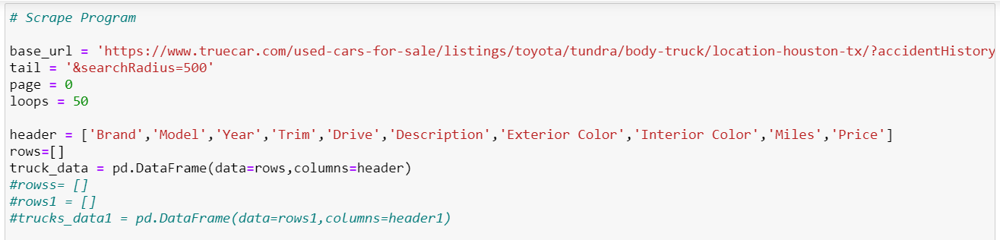 # Scrape Program
base_url = 'https://www.truecar.com/used-cars-for-sale/listings/toyota/tundra/body-truck/location-houston-tx/?accidentHistory
tail = '&searchRadius=500'
page = 0
loops = 50
header = ['Brand','Model','Year','Trim','Drive','Description','Exterior Color','Interior Color','Miles','Price']
rows=[]
truck_data = pd.DataFrame(data=rows,columns=header)
#rowss= []
#rows1 = []
#trucks_data1 = pd.DataFrame(data=rows1,columns=header1)